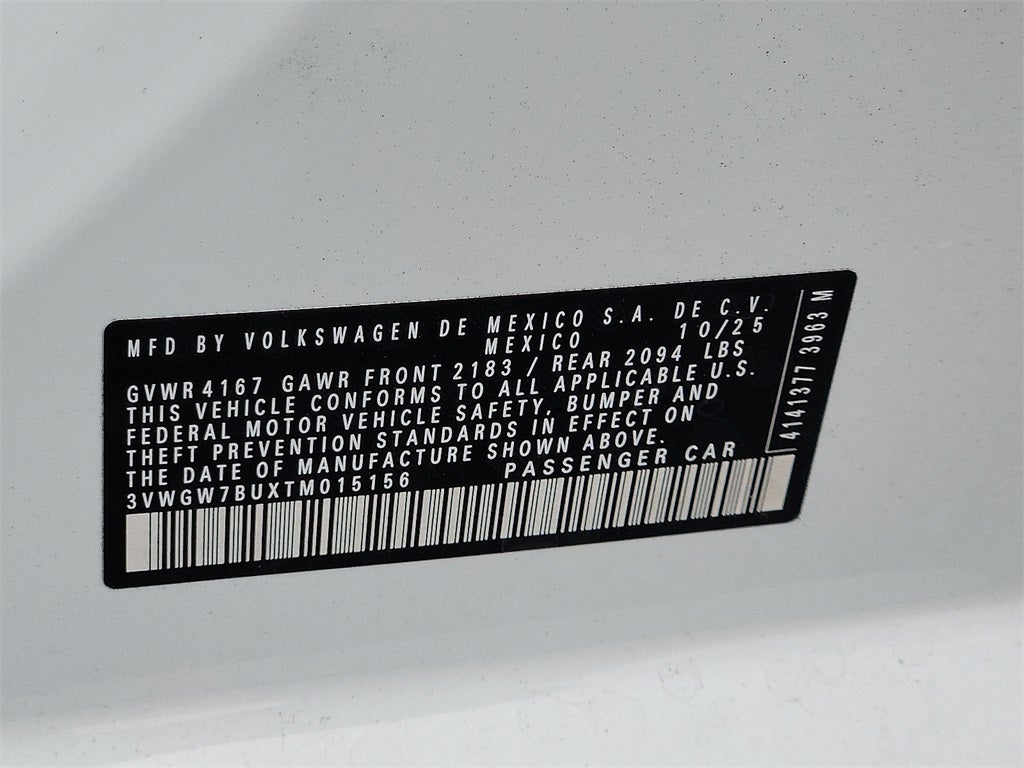 MFD BY VOLKSWAGEN DE MEXICO S.A. DE C.V.
MEXICO 10/25
GVWR 4167 GAWR FRONT 2183 / REAR 2094 LBS
THIS VEHICLE CONFORMS TO ALL APPLICABLE U.S.
FEDERAL MOTOR VEHICLE SAFETY, BUMPER AND
THEFT PREVENTION STANDARDS IN EFFECT ON
THE DATE OF MANUFACTURE SHOWN ABOVE.
3VWGW7BUXTM015156 PASSENGER CAR
4141377 3963 M